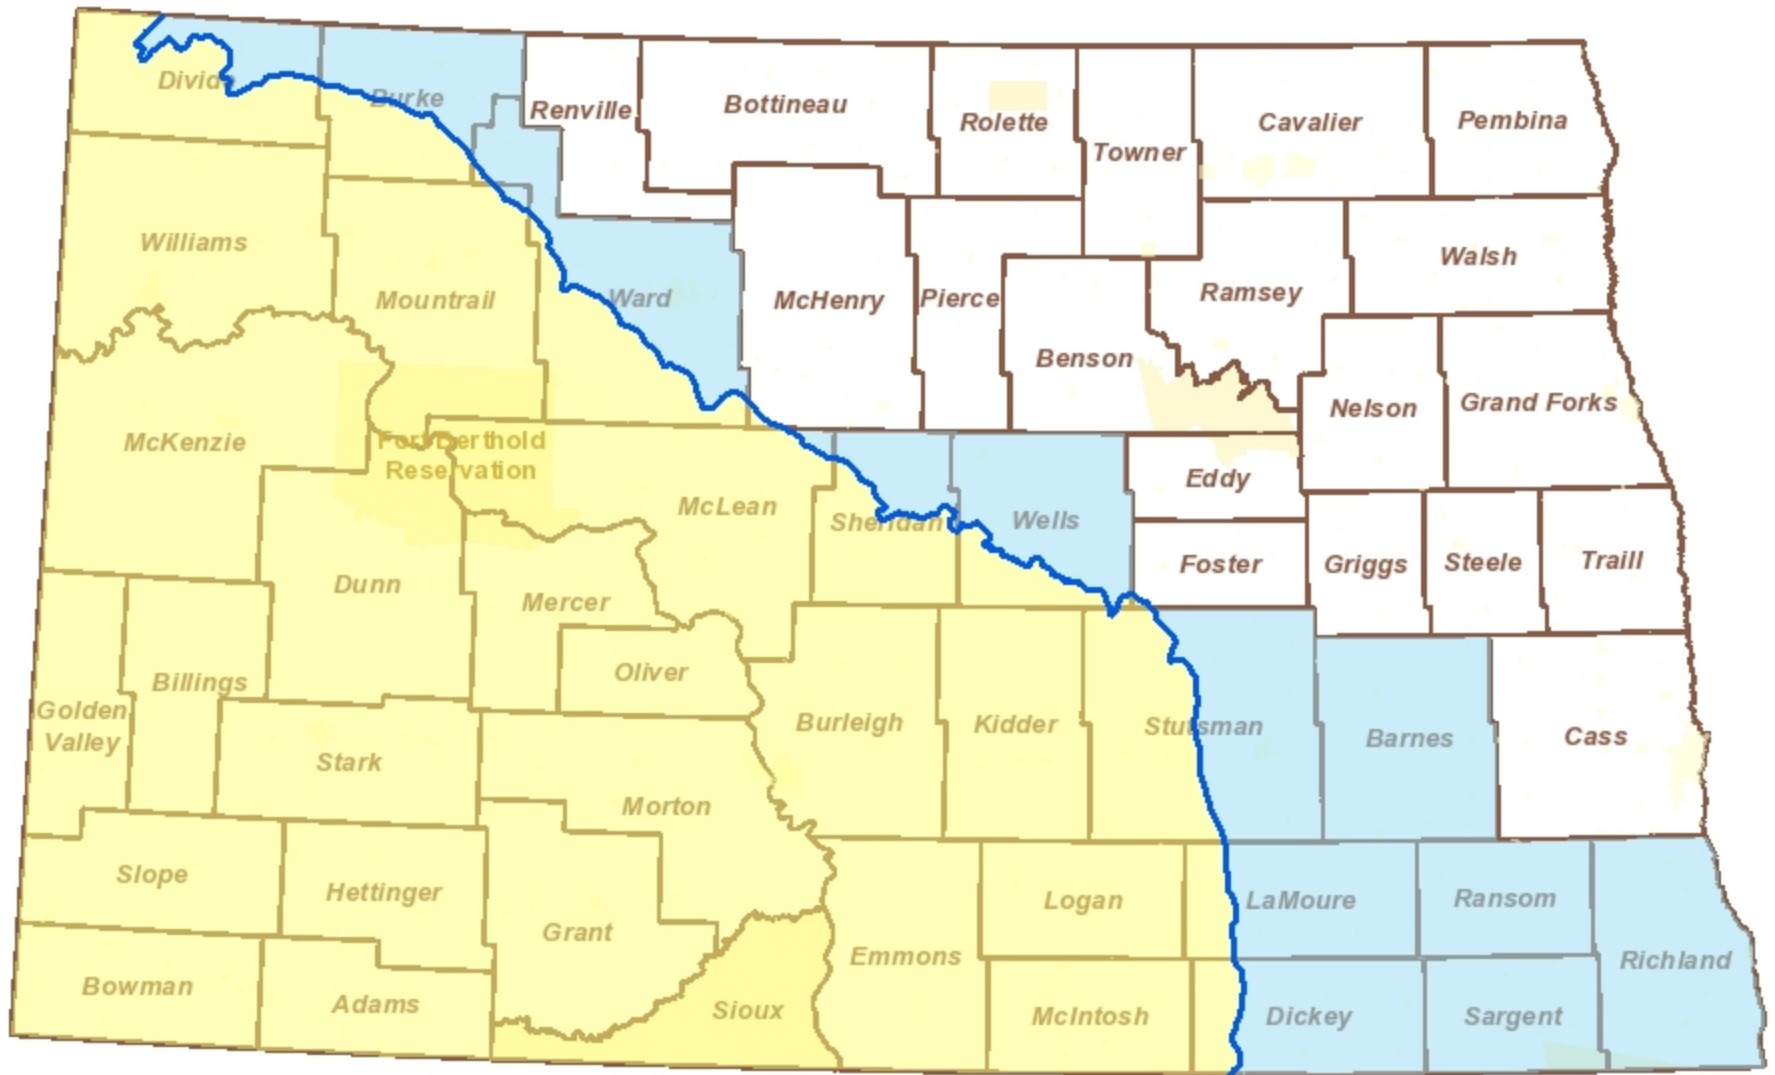 Divide
Burke
Renville
Bottineau
Rolette
Towner
Cavalier
Pembina
Williams
Mountrail
Ward
McHenry
Pierce
Benson
Ramsey
Walsh
McKenzie
Fort Berthold
Reservation
Nelson
Grand Forks
McLean
Sheridan
Wells
Eddy
Foster
Griggs
Steele
Traill
Dunn
Mercer
Oliver
Golden
Valley
Billings
Stark
Morton
Burleigh
Kidder
Stutsman
Barnes
Cass
Slope
Hettinger
Grant
Emmons
Logan
LaMoure
Ransom
Richland
Bowman
Adams
Sioux
McIntosh
Dickey
Sargent